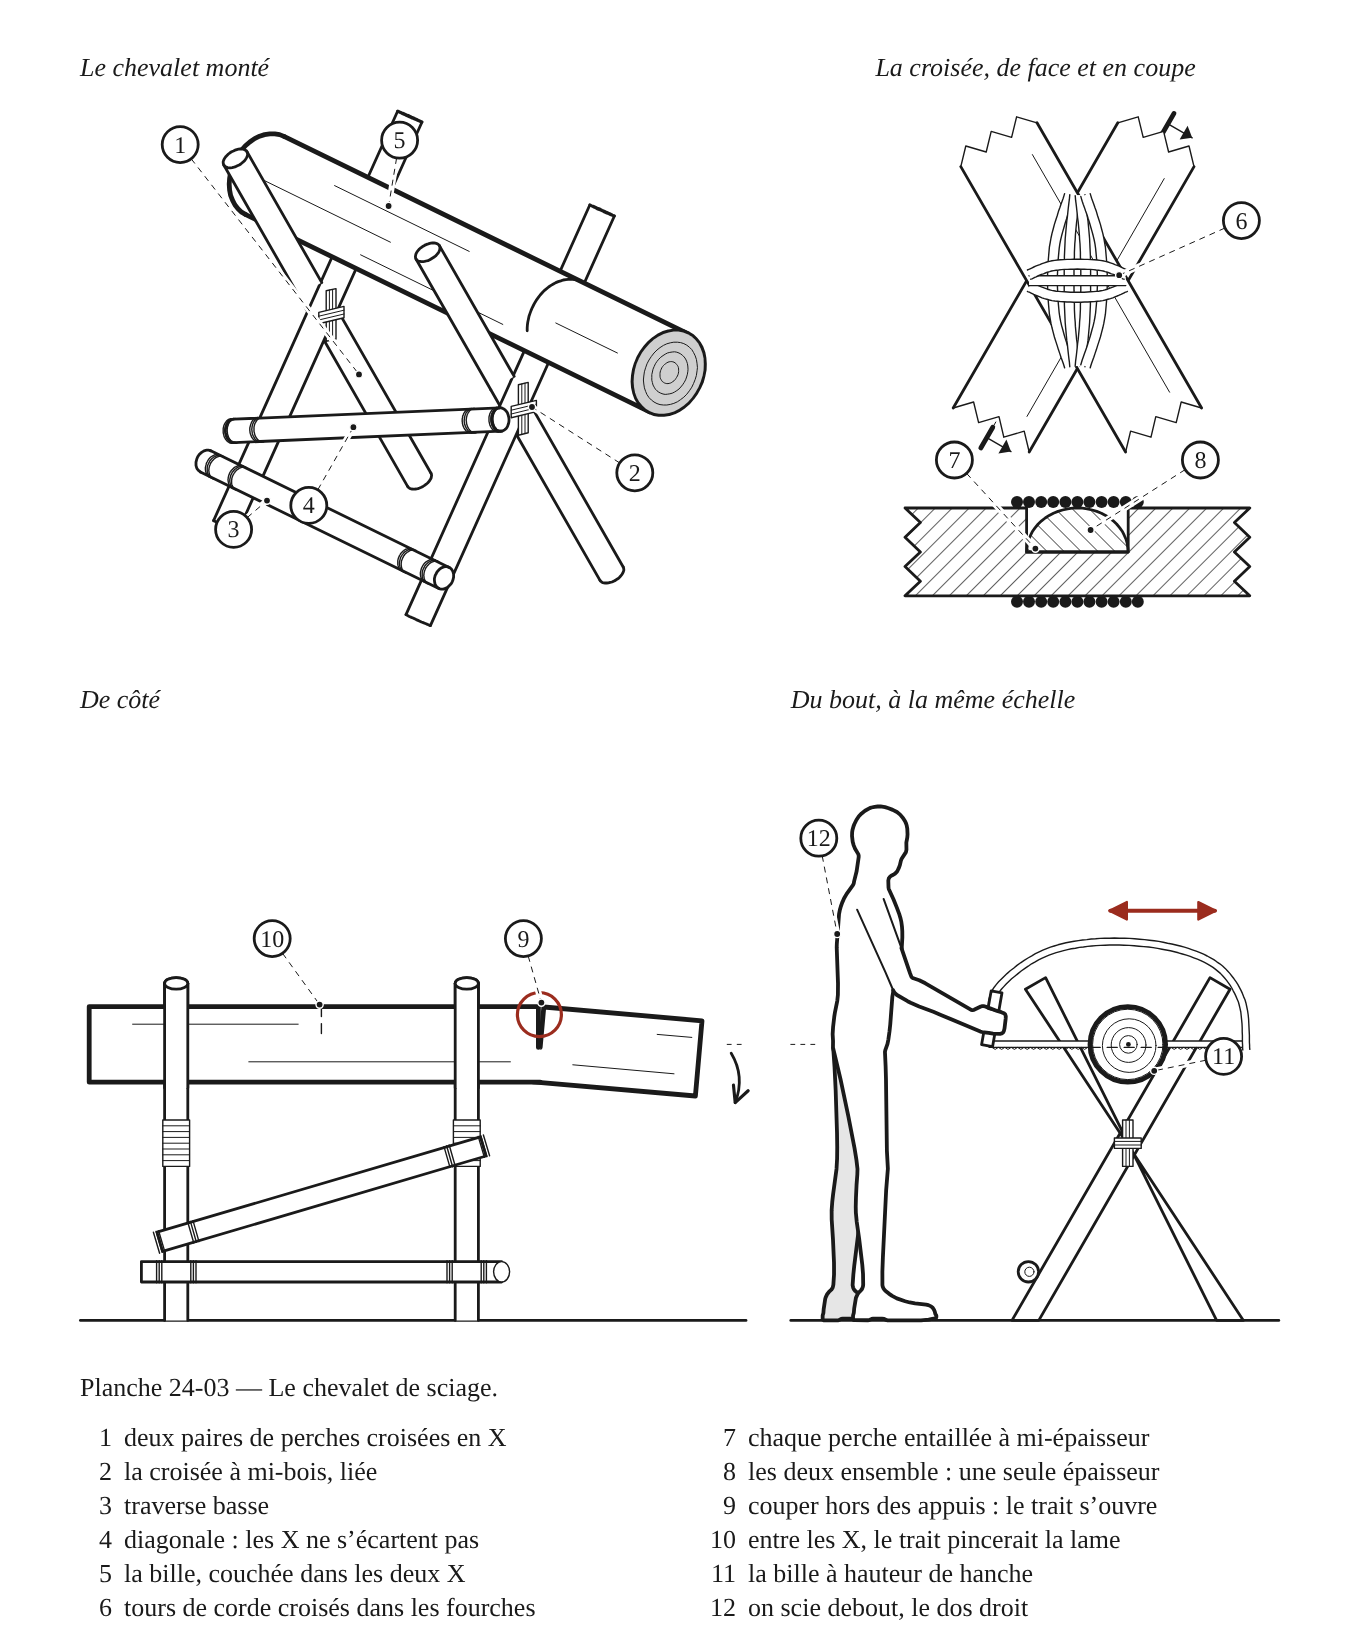 Le chevalet monté
La croisée, de face et en coupe
1
5
6
2
3
4
7
8
De côté
Du bout, à la même échelle
12
10
9
11
Planche 24-03 — Le chevalet de sciage.
1 deux paires de perches croisées en X
2 la croisée à mi-bois, liée
3 traverse basse
4 diagonale : les X ne s’écartent pas
5 la bille, couchée dans les deux X
6 tours de corde croisés dans les fourches
7 chaque perche entaillée à mi-épaisseur
8 les deux ensemble : une seule épaisseur
9 couper hors des appuis : le trait s’ouvre
10 entre les X, le trait pincerait la lame
11 la bille à hauteur de hanche
12 on scie debout, le dos droit